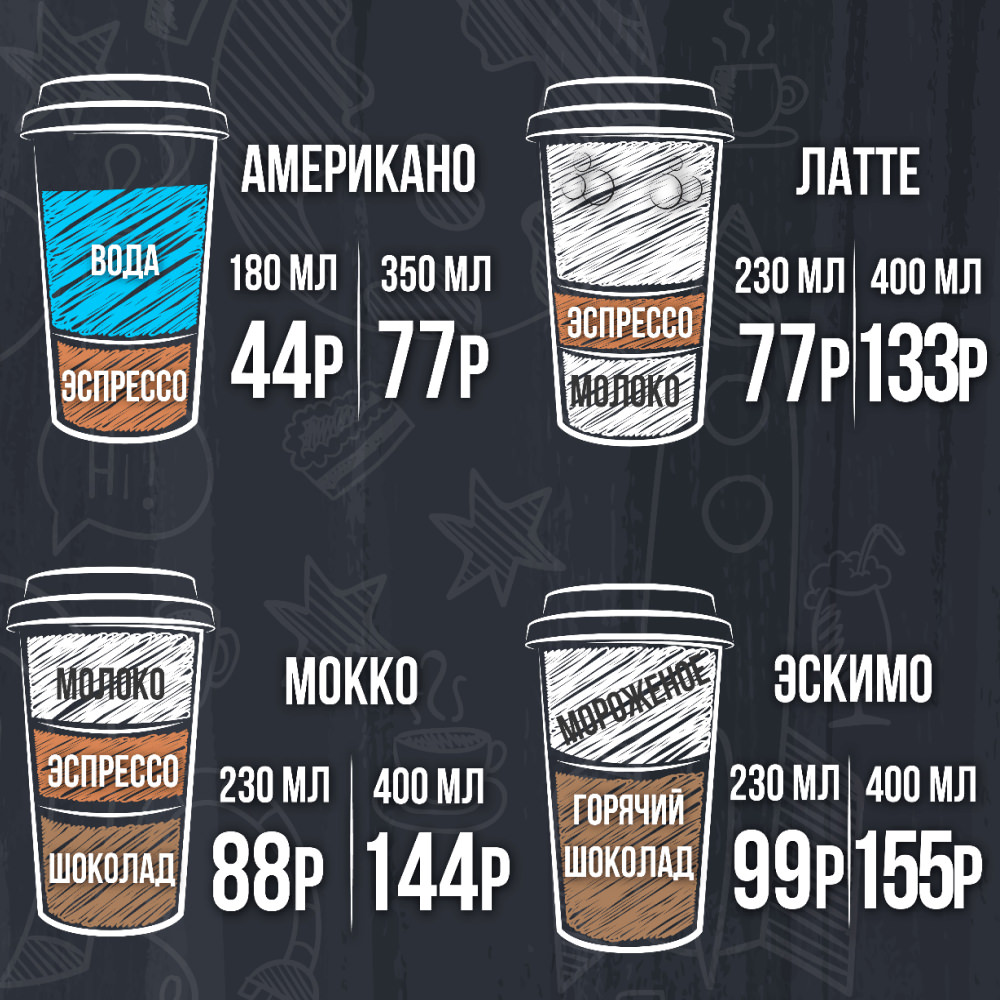 АМЕРИКАНО
ВОДА
ЭСПРЕССО
180 МЛ 350 МЛ
44Р 77Р
ЛАТТЕ
ЭСПРЕССО
МОЛОКО
230 МЛ 400 МЛ
77Р 133Р
HI!
МОККО
МОЛОКО
ЭСПРЕССО
ШОКОЛАД
230 МЛ 400 МЛ
88Р 144Р
ЭСКИМО
МОРОЖЕНОЕ
ГОРЯЧИЙ
ШОКОЛАД
230 МЛ 400 МЛ
99Р 155Р